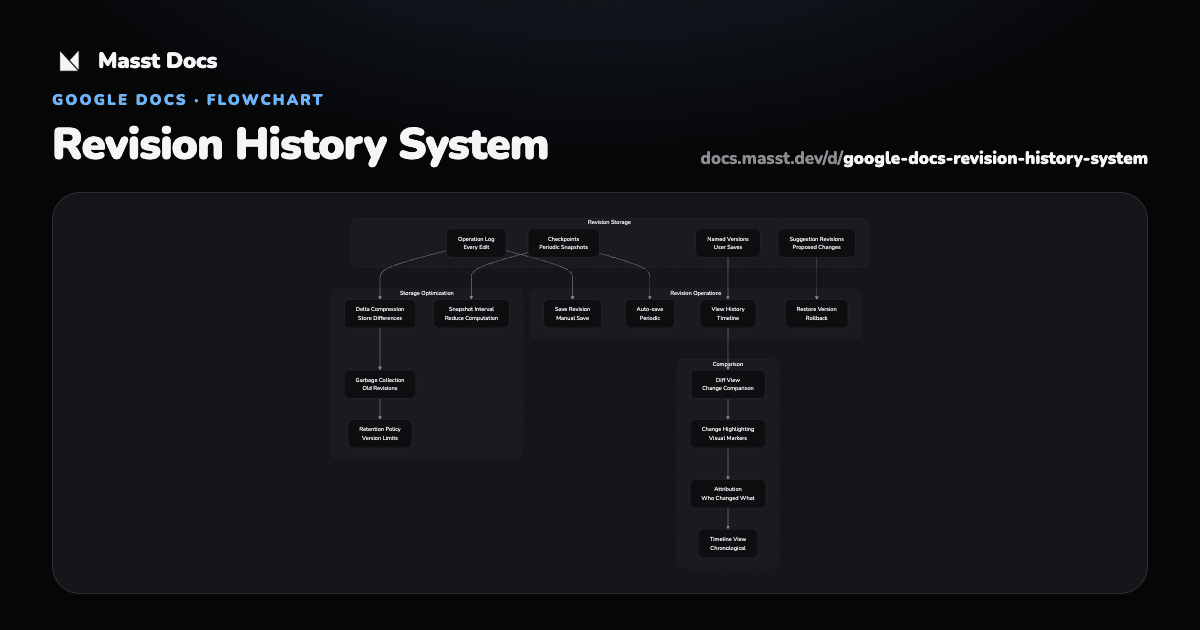 Masst Docs
GOOGLE DOCS · FLOWCHART
Revision History System
docs.masst.dev/d/google-docs-revision-history-system
Revision Storage
Operation Log
Every Edit
Checkpoints
Periodic Snapshots
Named Versions
User Saves
Suggestion Revisions
Proposed Changes
Storage Optimization
Delta Compression
Store Differences
Snapshot Interval
Reduce Computation
Garbage Collection
Old Revisions
Retention Policy
Version Limits
Revision Operations
Save Revision
Manual Save
Auto-save
Periodic
View History
Timeline
Restore Version
Rollback
Comparison
Diff View
Change Comparison
Change Highlighting
Visual Markers
Attribution
Who Changed What
Timeline View
Chronological